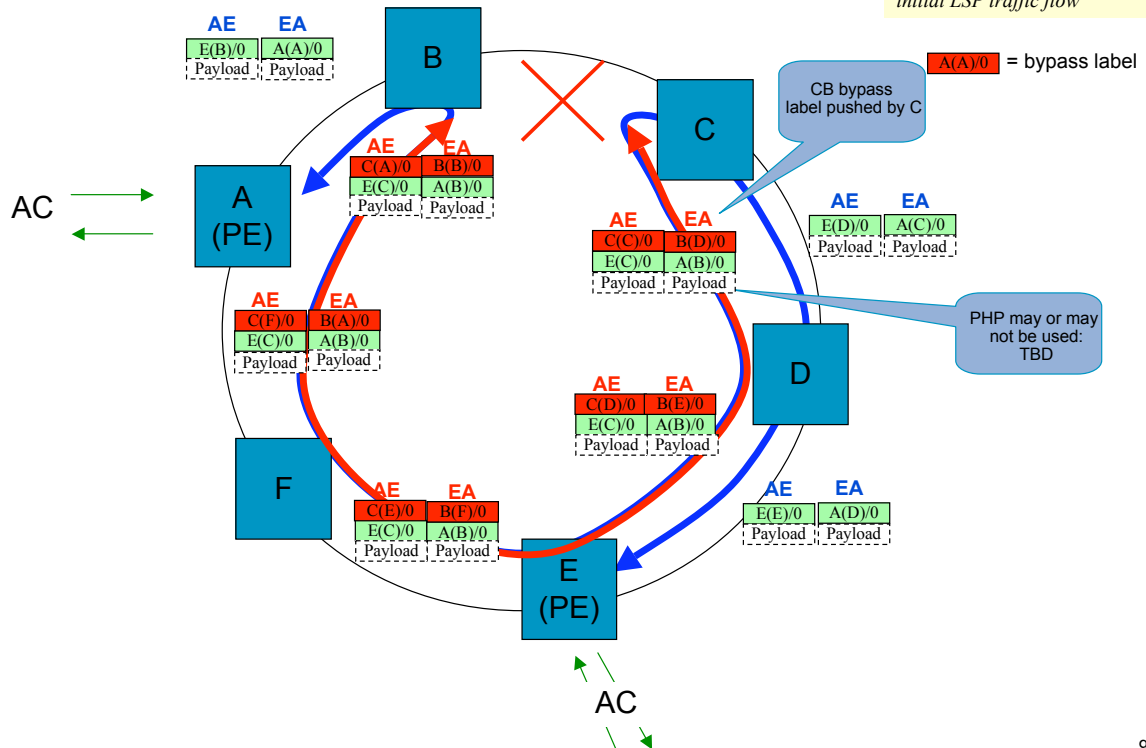 initial LSP traffic flow
AE EA
E(B)/0 A(A)/0
Payload Payload
B
A(A)/0 = bypass label
CB bypass
label pushed by C
C
AE EA
C(A)/0 B(B)/0
E(C)/0 A(B)/0
Payload Payload
A
(PE)
AC
AE EA
E(D)/0 A(C)/0
Payload Payload
AE EA
C(C)/0 B(D)/0
E(C)/0 A(B)/0
Payload Payload
AE EA
C(F)/0 B(A)/0
E(C)/0 A(B)/0
Payload Payload
PHP may or may
not be used:
TBD
D
AE EA
C(D)/0 B(E)/0
E(C)/0 A(B)/0
Payload Payload
F
AE EA
C(E)/0 B(F)/0
E(C)/0 A(B)/0
Payload Payload
AE EA
E(E)/0 A(D)/0
Payload Payload
E
(PE)
AC